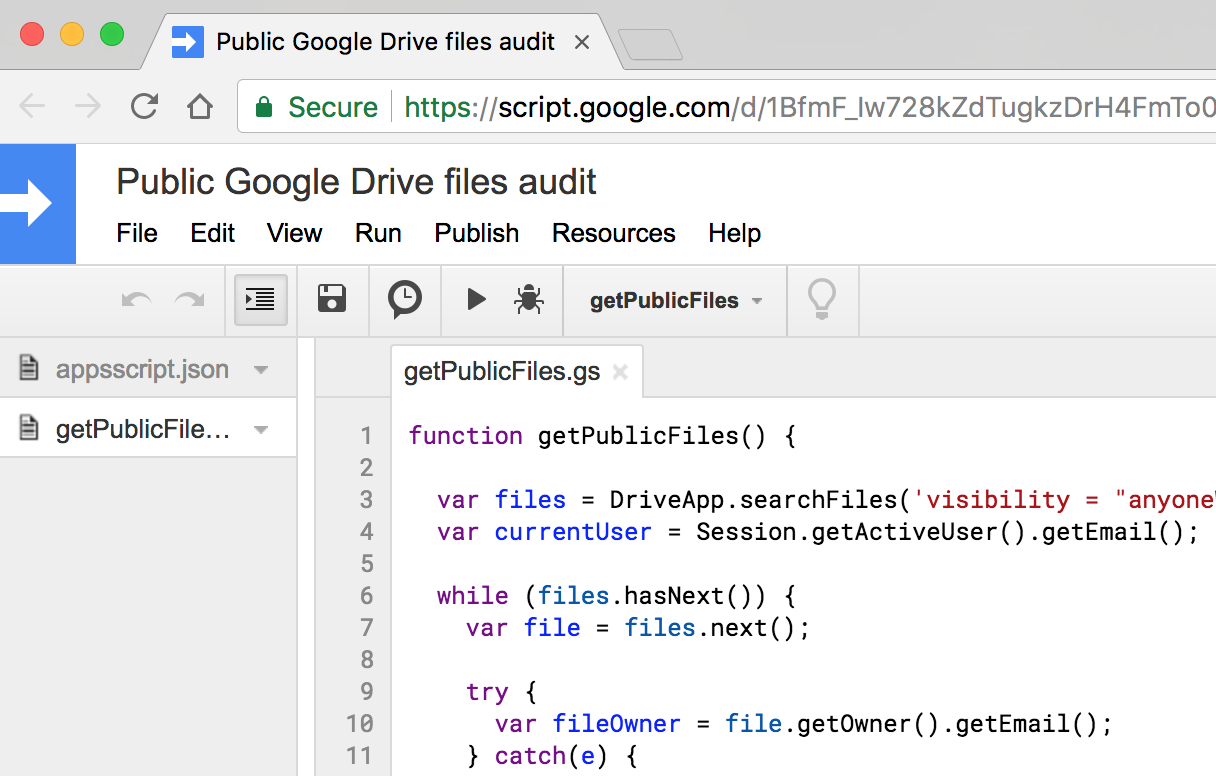 Public Google Drive files audit
Secure https://script.google.com/d/1BfmF_Iw728kZdTugkzDrH4FmTo0
Public Google Drive files audit
File Edit View Run Publish Resources Help
getPublicFiles
appsscript.json
getPublicFile...
getPublicFiles.gs
1 function getPublicFiles() {
2
3 var files = DriveApp.searchFiles('visibility = "anyone"
4 var currentUser = Session.getActiveUser().getEmail();
5
6 while (files.hasNext()) {
7 var file = files.next();
8
9 try {
10 var fileOwner = file.getOwner().getEmail();
11 } catch(e) {